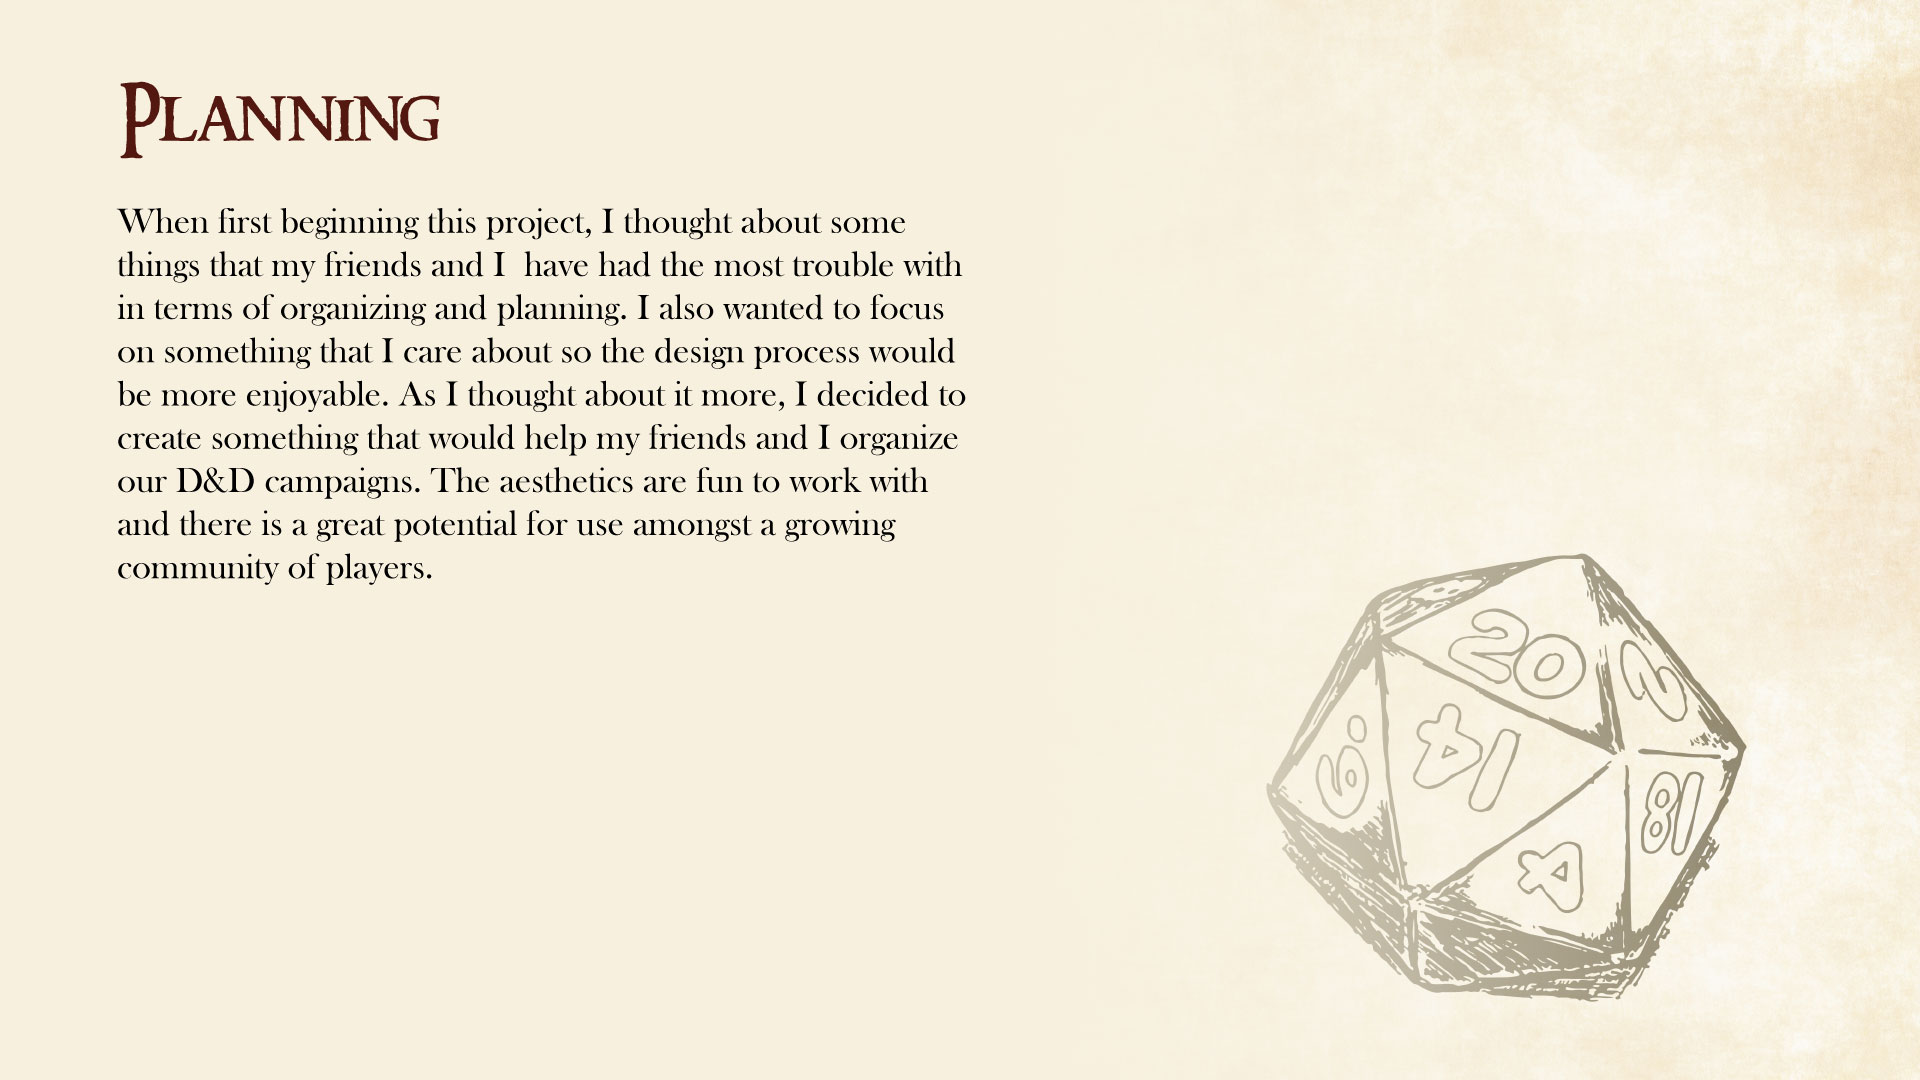 Planning
When first beginning this project, I thought about some
things that my friends and I  have had the most trouble with
in terms of organizing and planning. I also wanted to focus
on something that I care about so the design process would
be more enjoyable. As I thought about it more, I decided to
create something that would help my friends and I organize
our D&D campaigns. The aesthetics are fun to work with
and there is a great potential for use amongst a growing
community of players.
20
2
6.
14
18
4